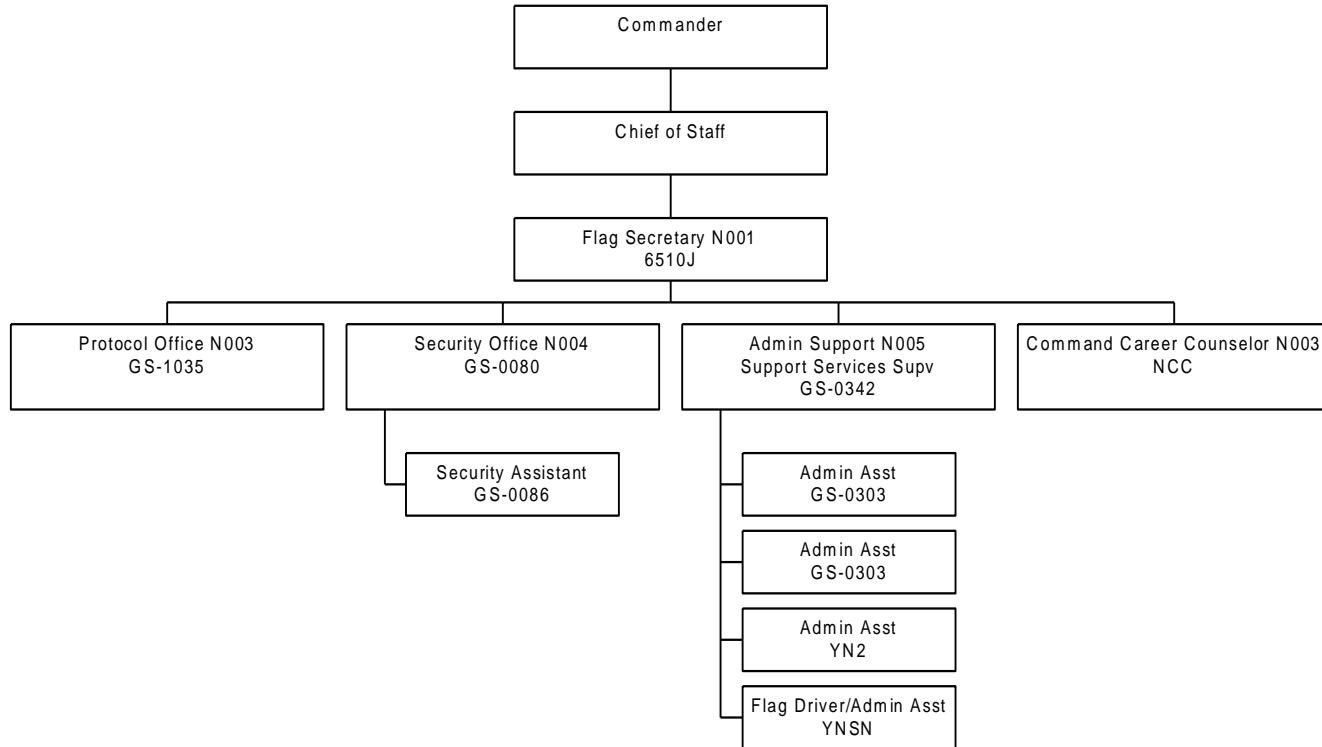 Commander
Chief of Staff
Flag Secretary N001
6510J
Protocol Office N003
GS-1035
Security Office N004
GS-0080
Admin Support N005
Support Services Supv
GS-0342
Command Career Counselor N003
NCC
Security Assistant
GS-0086
Admin Asst
GS-0303
Admin Asst
GS-0303
Admin Asst
YN2
Flag Driver/Admin Asst
YNSN